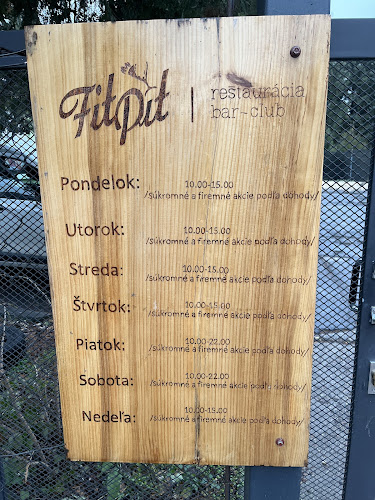 FitPit | reštaurácia
bar-club
Pondelok: 10.00-15.00
/súkromné a firemné akcie podľa dohody/
Utorok: 10.00-15.00
/súkromné a firemné akcie podľa dohody/
Streda: 10.00-15.00
/súkromné a firemné akcie podľa dohody/
Štvrtok: 10.00-15.00
/súkromné a firemné akcie podľa dohody/
Piatok: 10.00-22.00
/súkromné a firemné akcie podľa dohody/
Sobota: 10.00-22.00
/súkromné a firemné akcie podľa dohody/
Nedeľa: 10.00-15.00
/súkromné a firemné akcie podľa dohody/